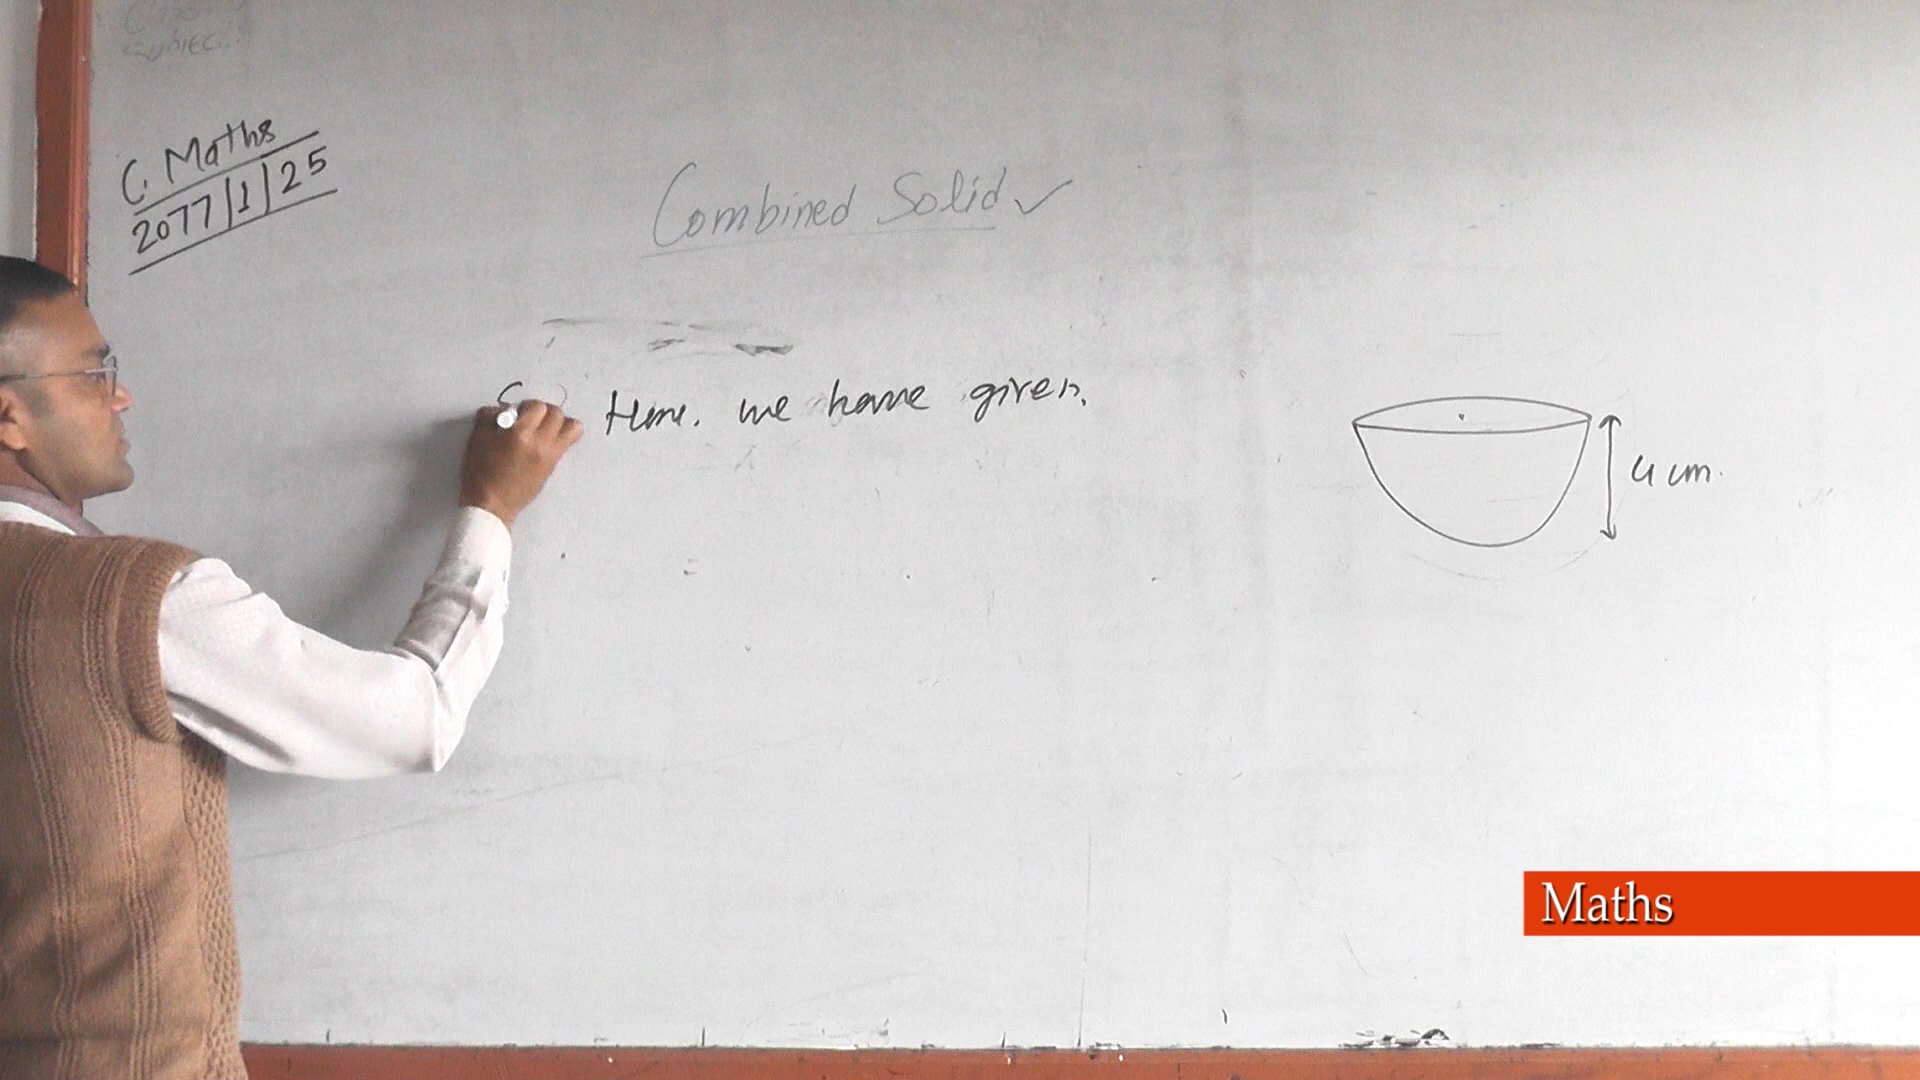 C. Maths
2077/1/25
Combined Solid
Here, we have given,
4 cm.
Maths